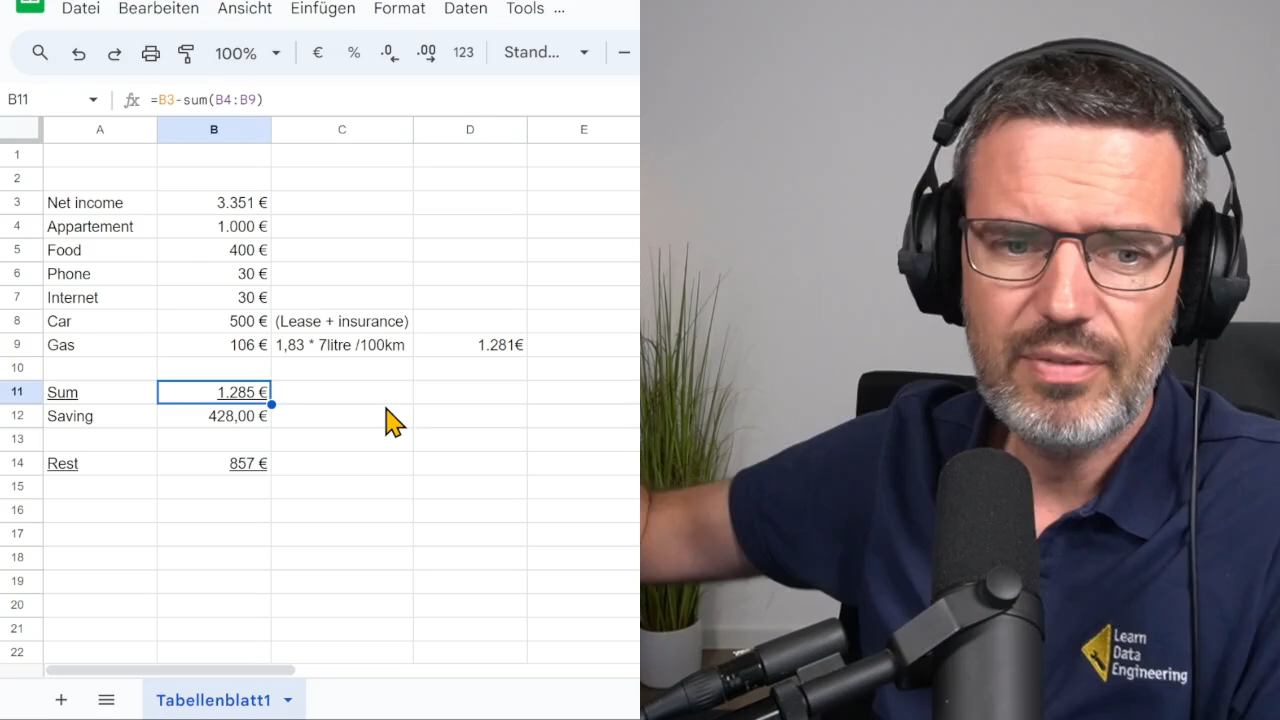 Datei Bearbeiten Ansicht Einfügen Format Daten Tools ...
100% € % .0 .00 123 Stand...
B11 fx =B3-sum(B4:B9)
A B C D E
1
2
3 Net income 3.351 €
4 Appartement 1.000 €
5 Food 400 €
6 Phone 30 €
7 Internet 30 €
8 Car 500 € (Lease + insurance)
9 Gas 106 € 1,83 * 7litre /100km 1.281€
10
11 Sum 1.285 €
12 Saving 428,00 €
13
14 Rest 857 €
15
16
17
18
19
20
21
22
Tabellenblatt1
Learn
Data
Engineering